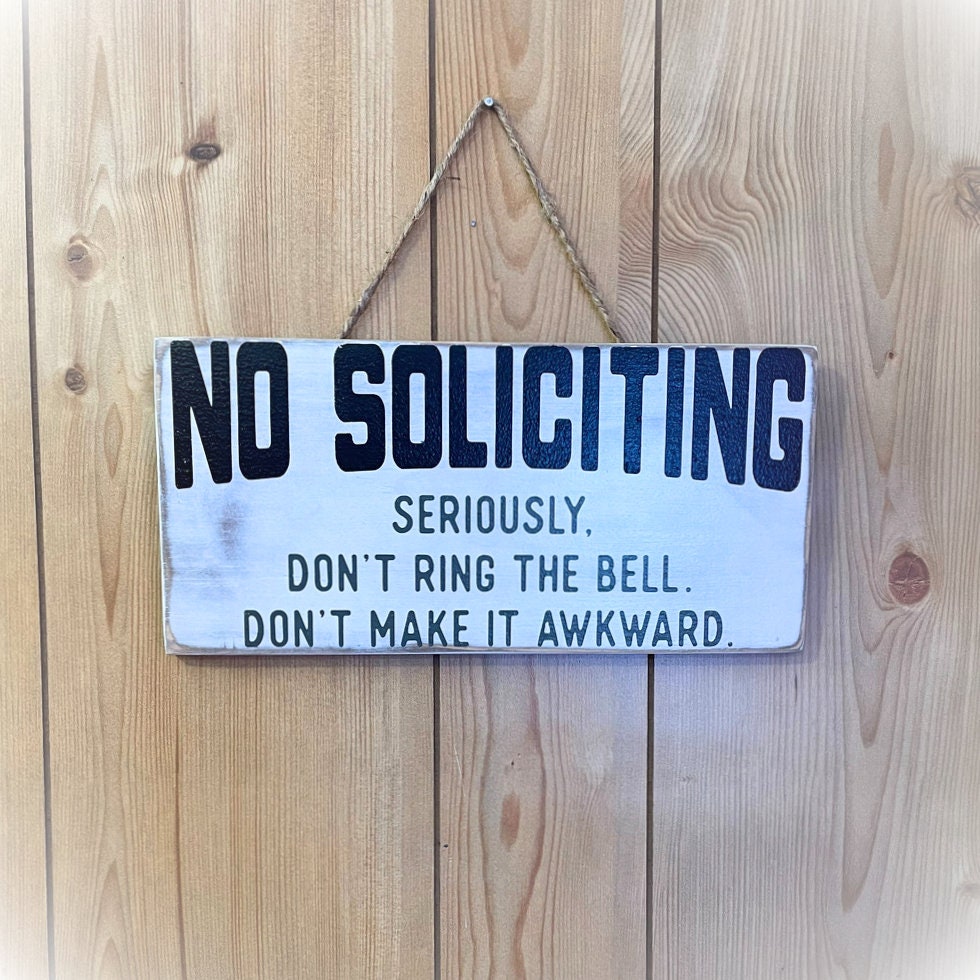 NO SOLICITING
SERIOUSLY,
DON'T RING THE BELL.
DON'T MAKE IT AWKWARD.